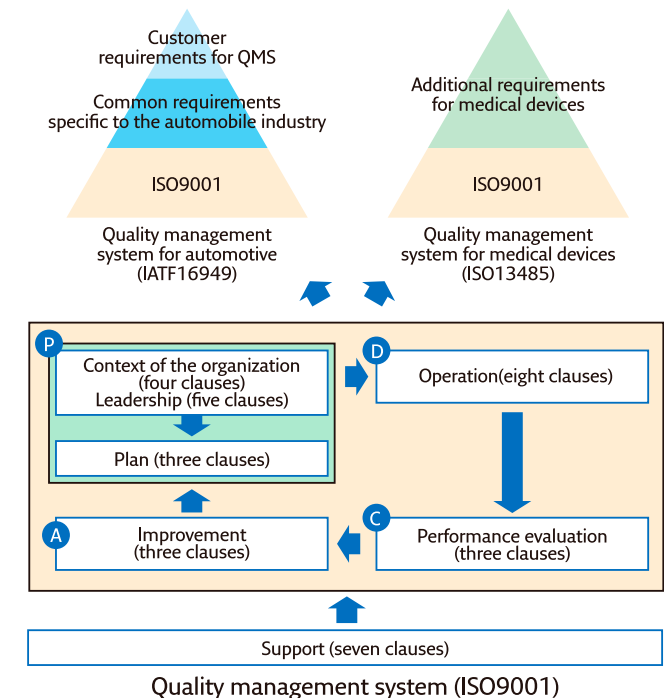 Customer
requirements for QMS
Common requirements
specific to the automobile industry
ISO9001
Quality management
system for automotive
(IATF16949)
Additional requirements
for medical devices
ISO9001
Quality management
system for medical devices
(ISO13485)
P
Context of the organization
(four clauses)
Leadership (five clauses)
Plan (three clauses)
D
Operation(eight clauses)
C
Performance evaluation
(three clauses)
A
Improvement
(three clauses)
Support (seven clauses)
Quality management system (ISO9001)